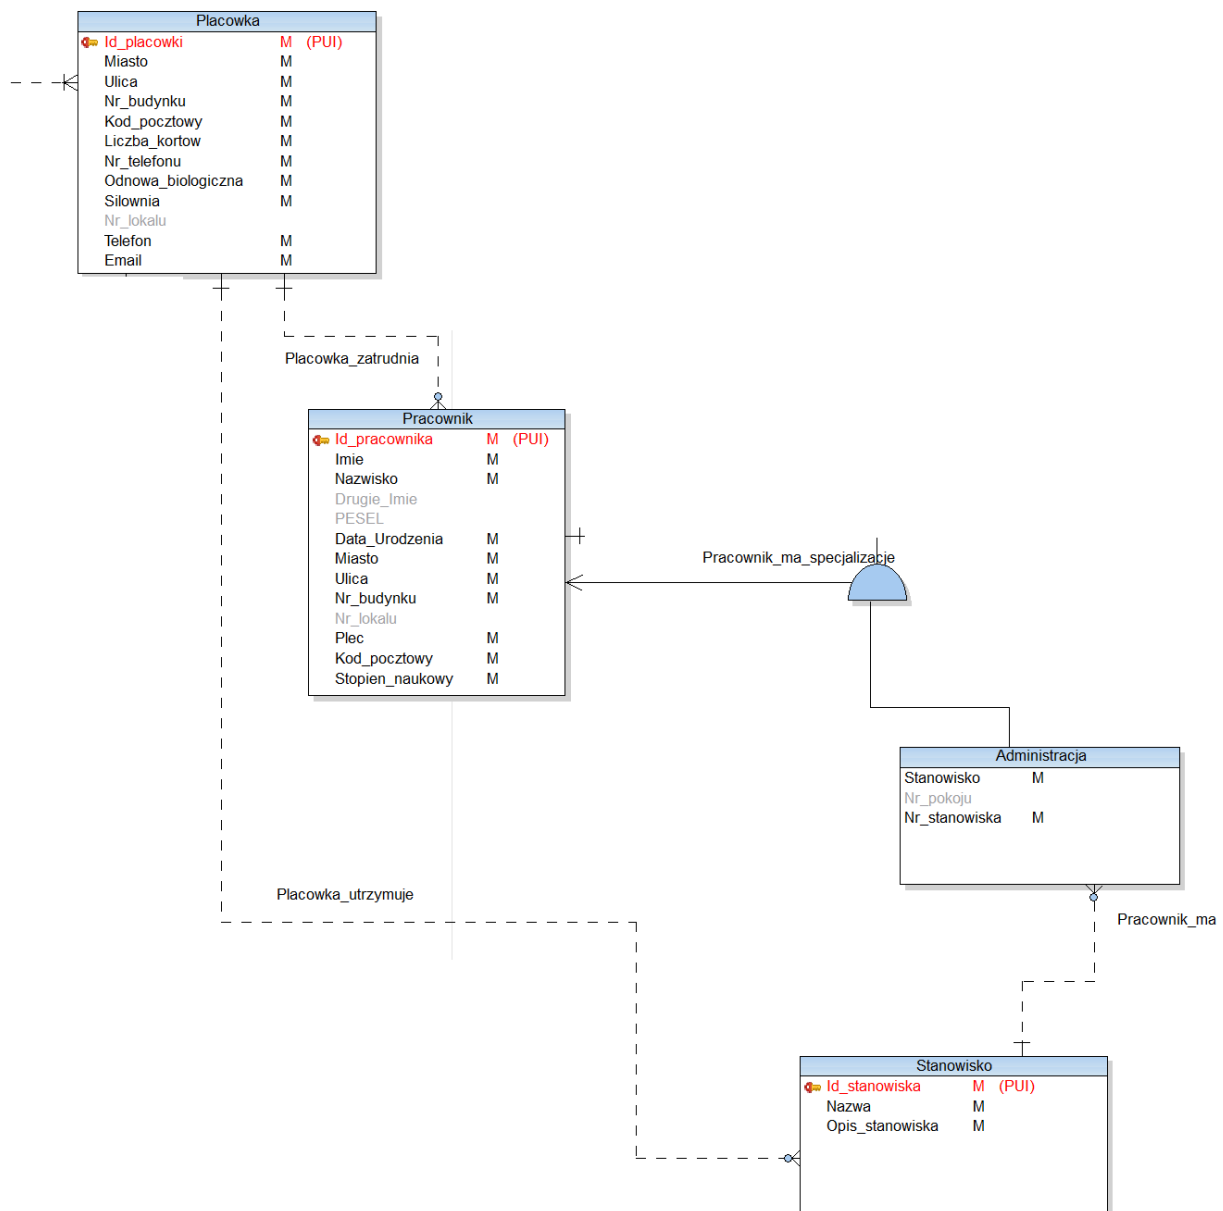 Placowka
Id_placowki M (PUI)
Miasto M
Ulica M
Nr_budynku M
Kod_pocztowy M
Liczba_kortow M
Nr_telefonu M
Odnowa_biologiczna M
Silownia M
Nr_lokalu
Telefon M
Email M
Placowka_zatrudnia
Pracownik
Id_pracownika M (PUI)
Imie M
Nazwisko M
Drugie_Imie
PESEL
Data_Urodzenia M
Miasto M
Ulica M
Nr_budynku M
Nr_lokalu
Plec M
Kod_pocztowy M
Stopien_naukowy M
Pracownik_ma_specjalizacje
Administracja
Stanowisko M
Nr_pokoju
Nr_stanowiska M
Placowka_utrzymuje
Pracownik_ma
Stanowisko
Id_stanowiska M (PUI)
Nazwa M
Opis_stanowiska M